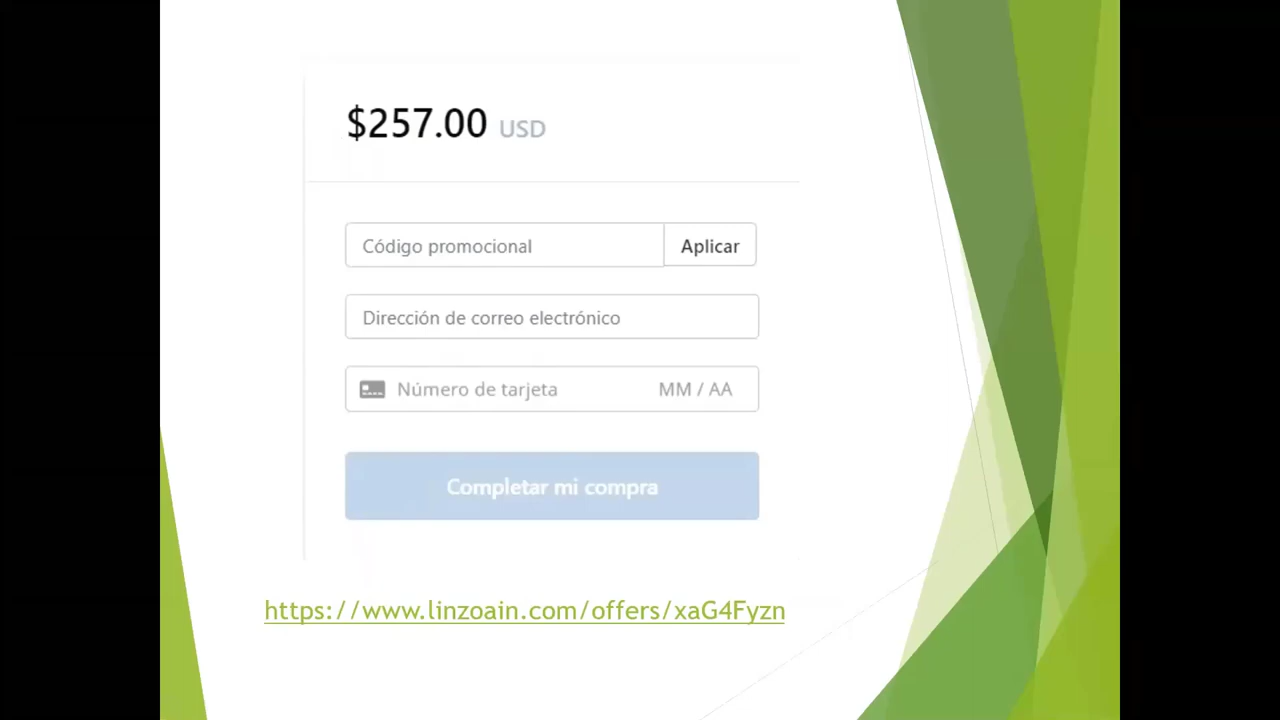 $257.00 USD
Código promocional Aplicar
Dirección de correo electrónico
Número de tarjeta MM / AA
Completar mi compra
https://www.linzoain.com/offers/xaG4Fyzn